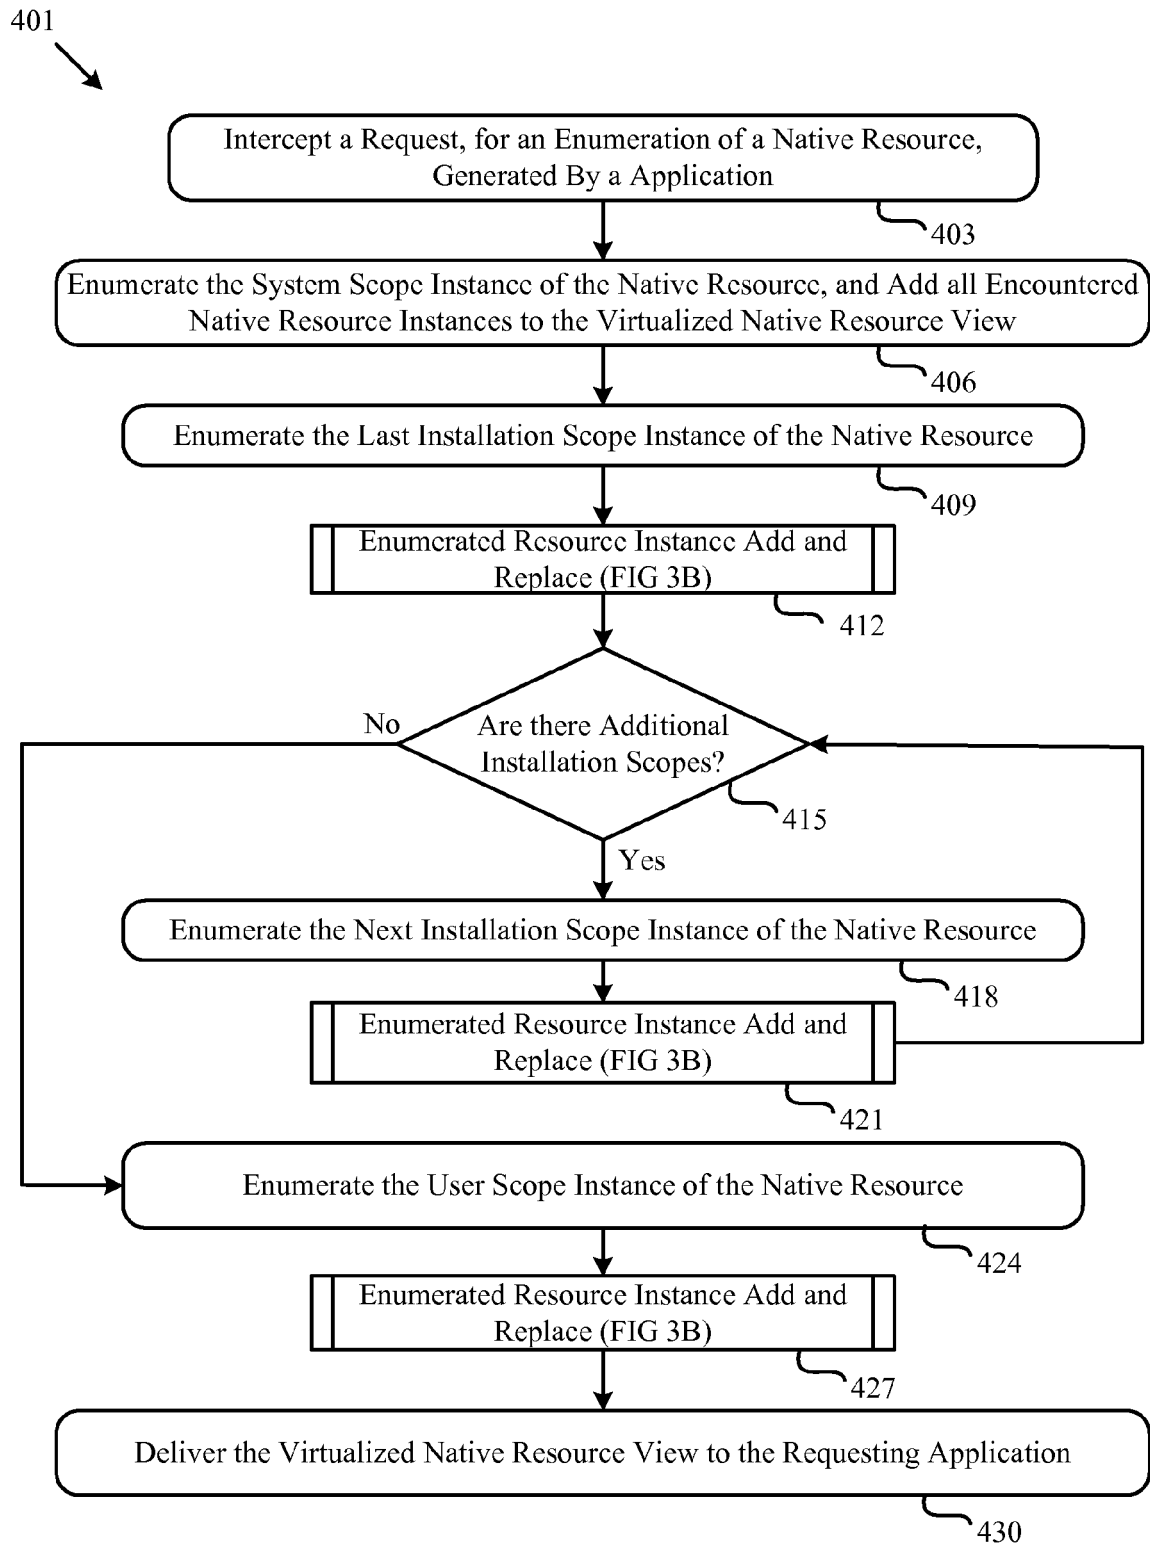 401
Intercept a Request, for an Enumeration of a Native Resource,
Generated By a Application
403
Enumerate the System Scope Instance of the Native Resource, and Add all Encountered
Native Resource Instances to the Virtualized Native Resource View
406
Enumerate the Last Installation Scope Instance of the Native Resource
409
Enumerated Resource Instance Add and
Replace (FIG 3B)
412
No
Are there Additional
Installation Scopes?
415
Yes
Enumerate the Next Installation Scope Instance of the Native Resource
418
Enumerated Resource Instance Add and
Replace (FIG 3B)
421
Enumerate the User Scope Instance of the Native Resource
424
Enumerated Resource Instance Add and
Replace (FIG 3B)
427
Deliver the Virtualized Native Resource View to the Requesting Application
430